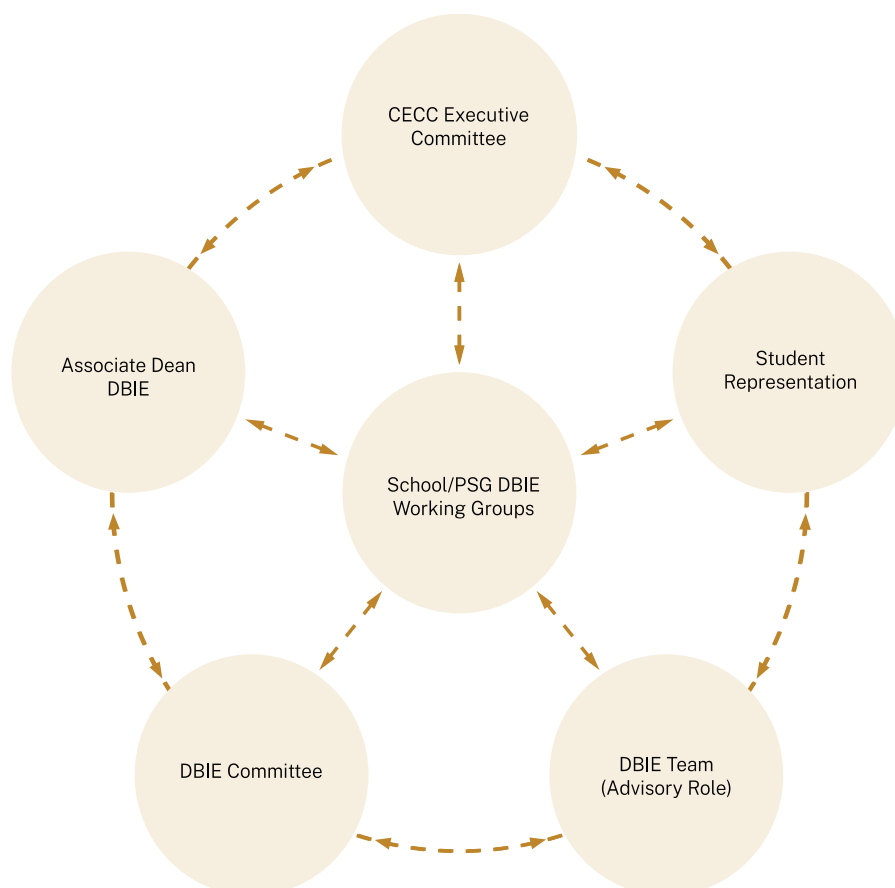 CECC Executive
Committee
Associate Dean
DBIE
Student
Representation
School/PSG DBIE
Working Groups
DBIE Committee
DBIE Team
(Advisory Role)